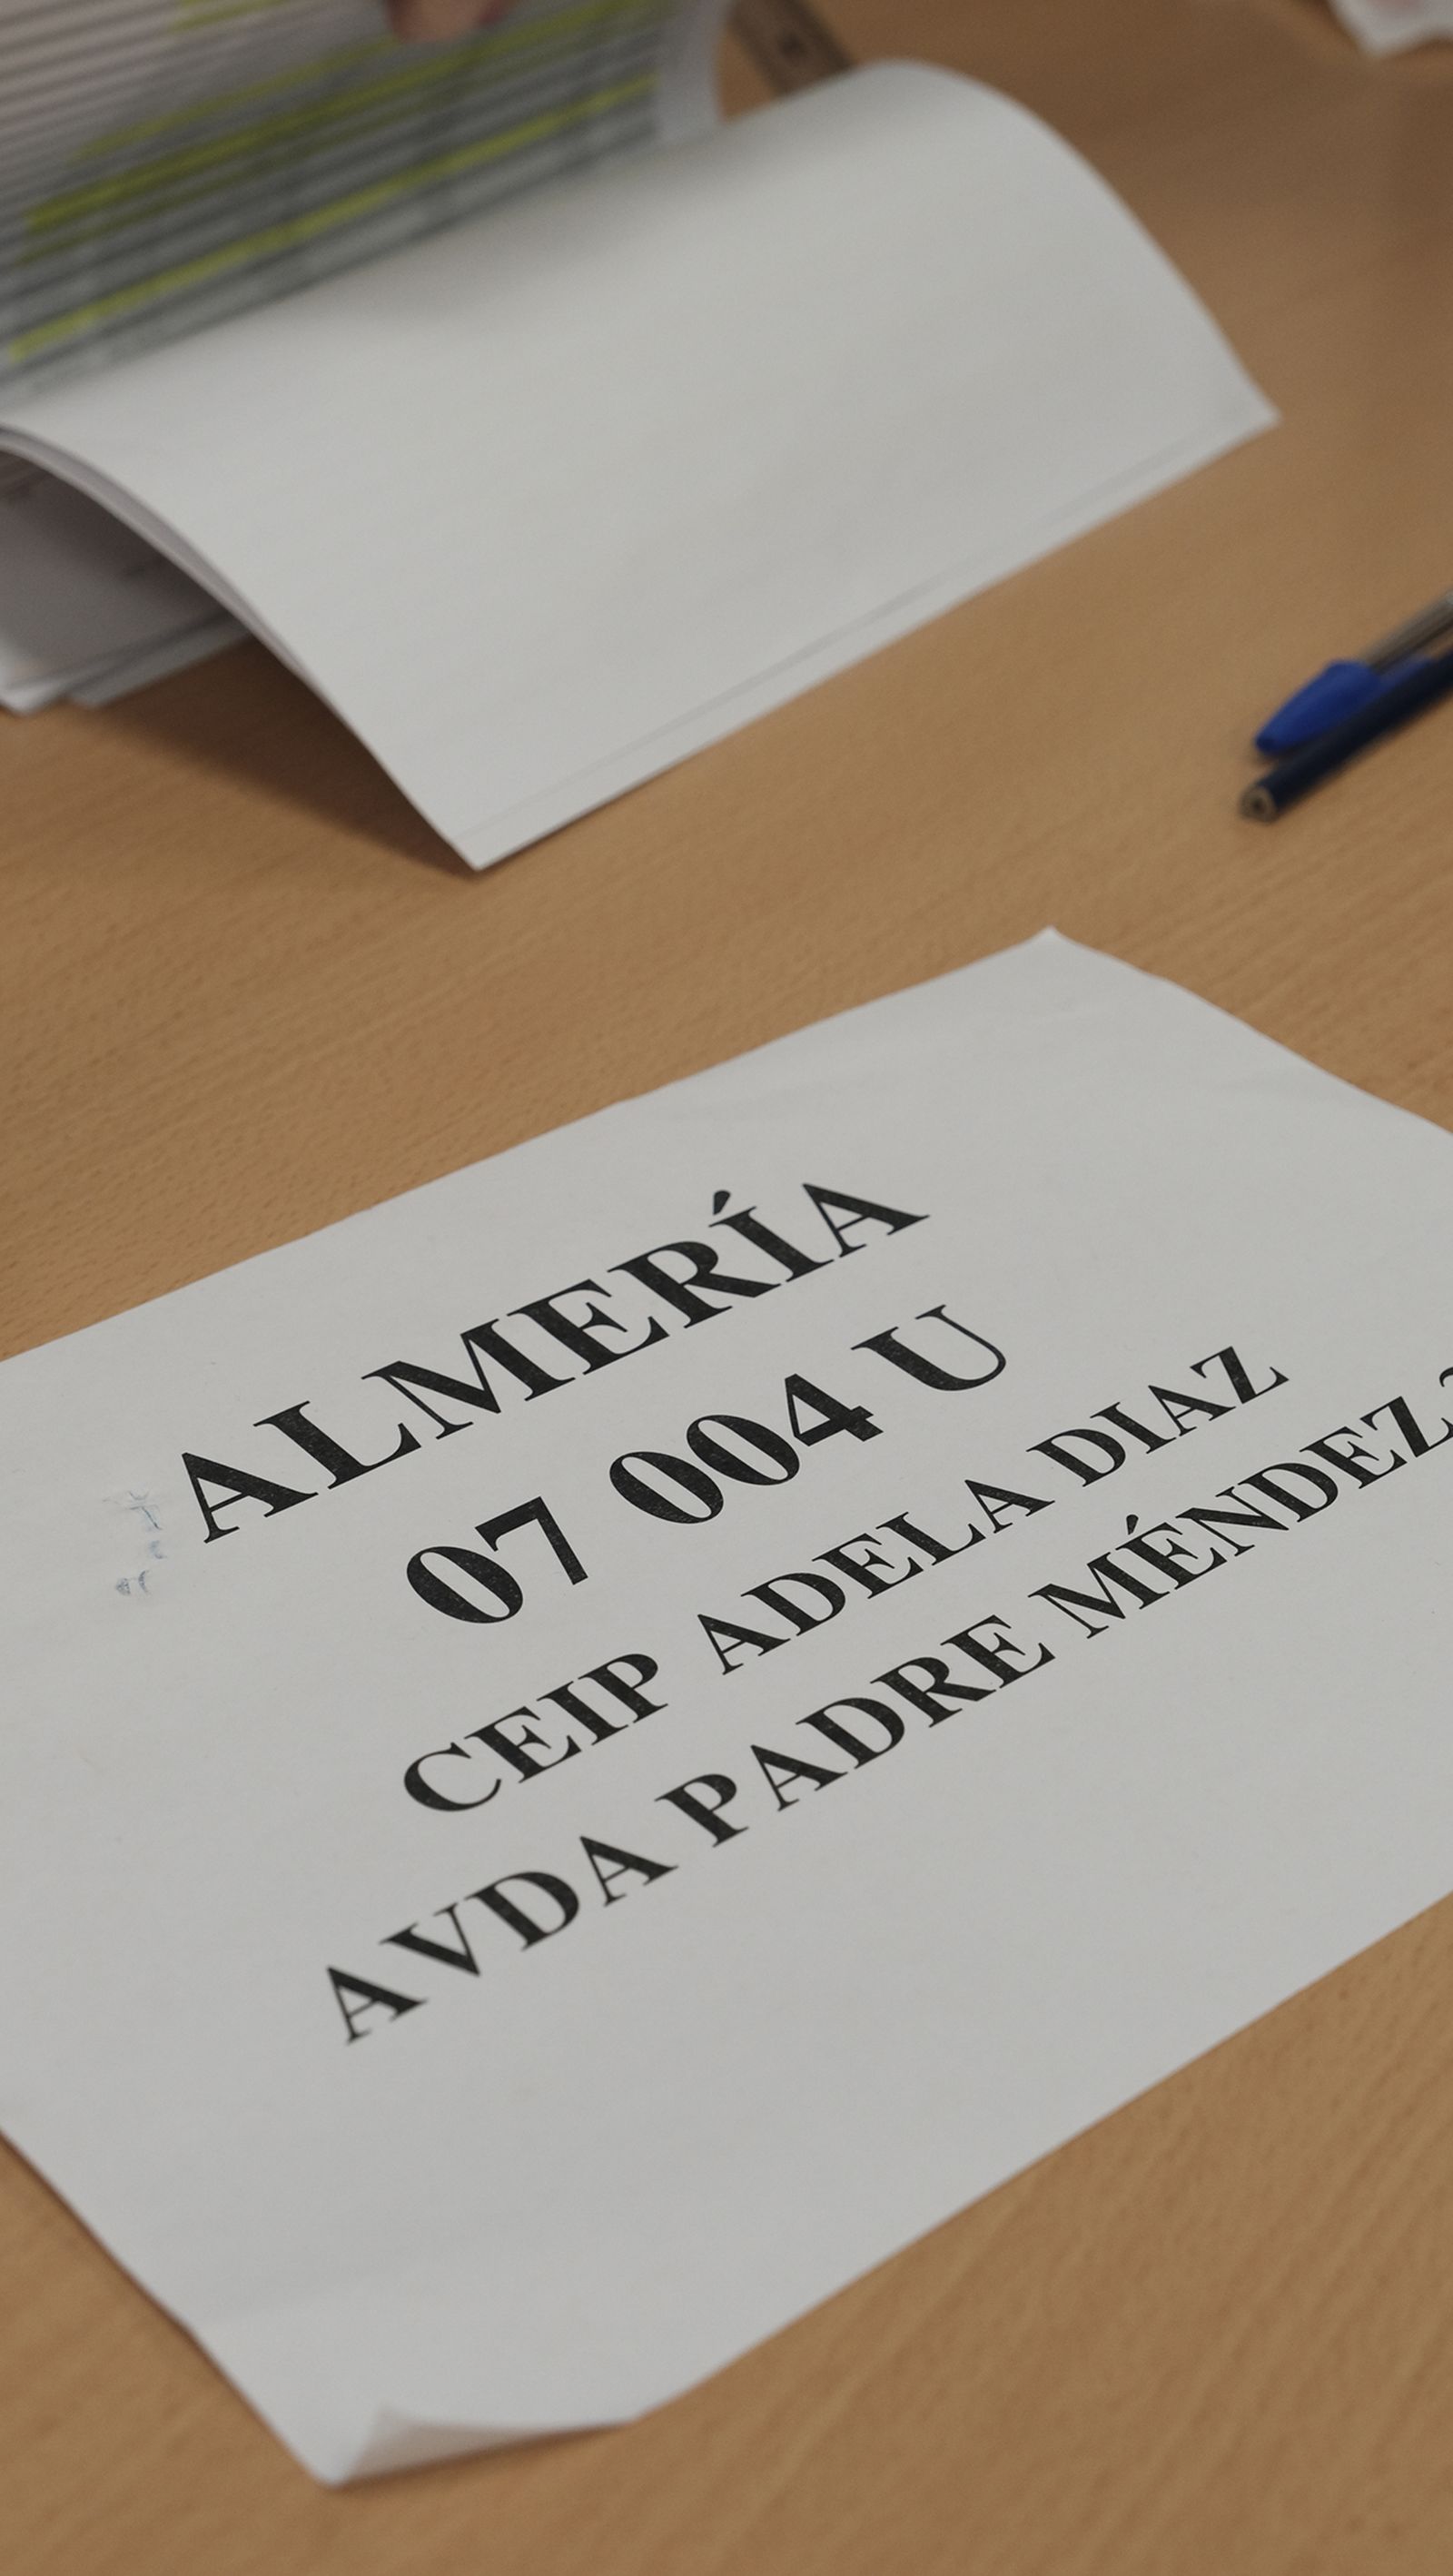 ALMERÍA
07 004 U
CEIP ADELA DIAZ
AVDA PADRE MÉNDEZ